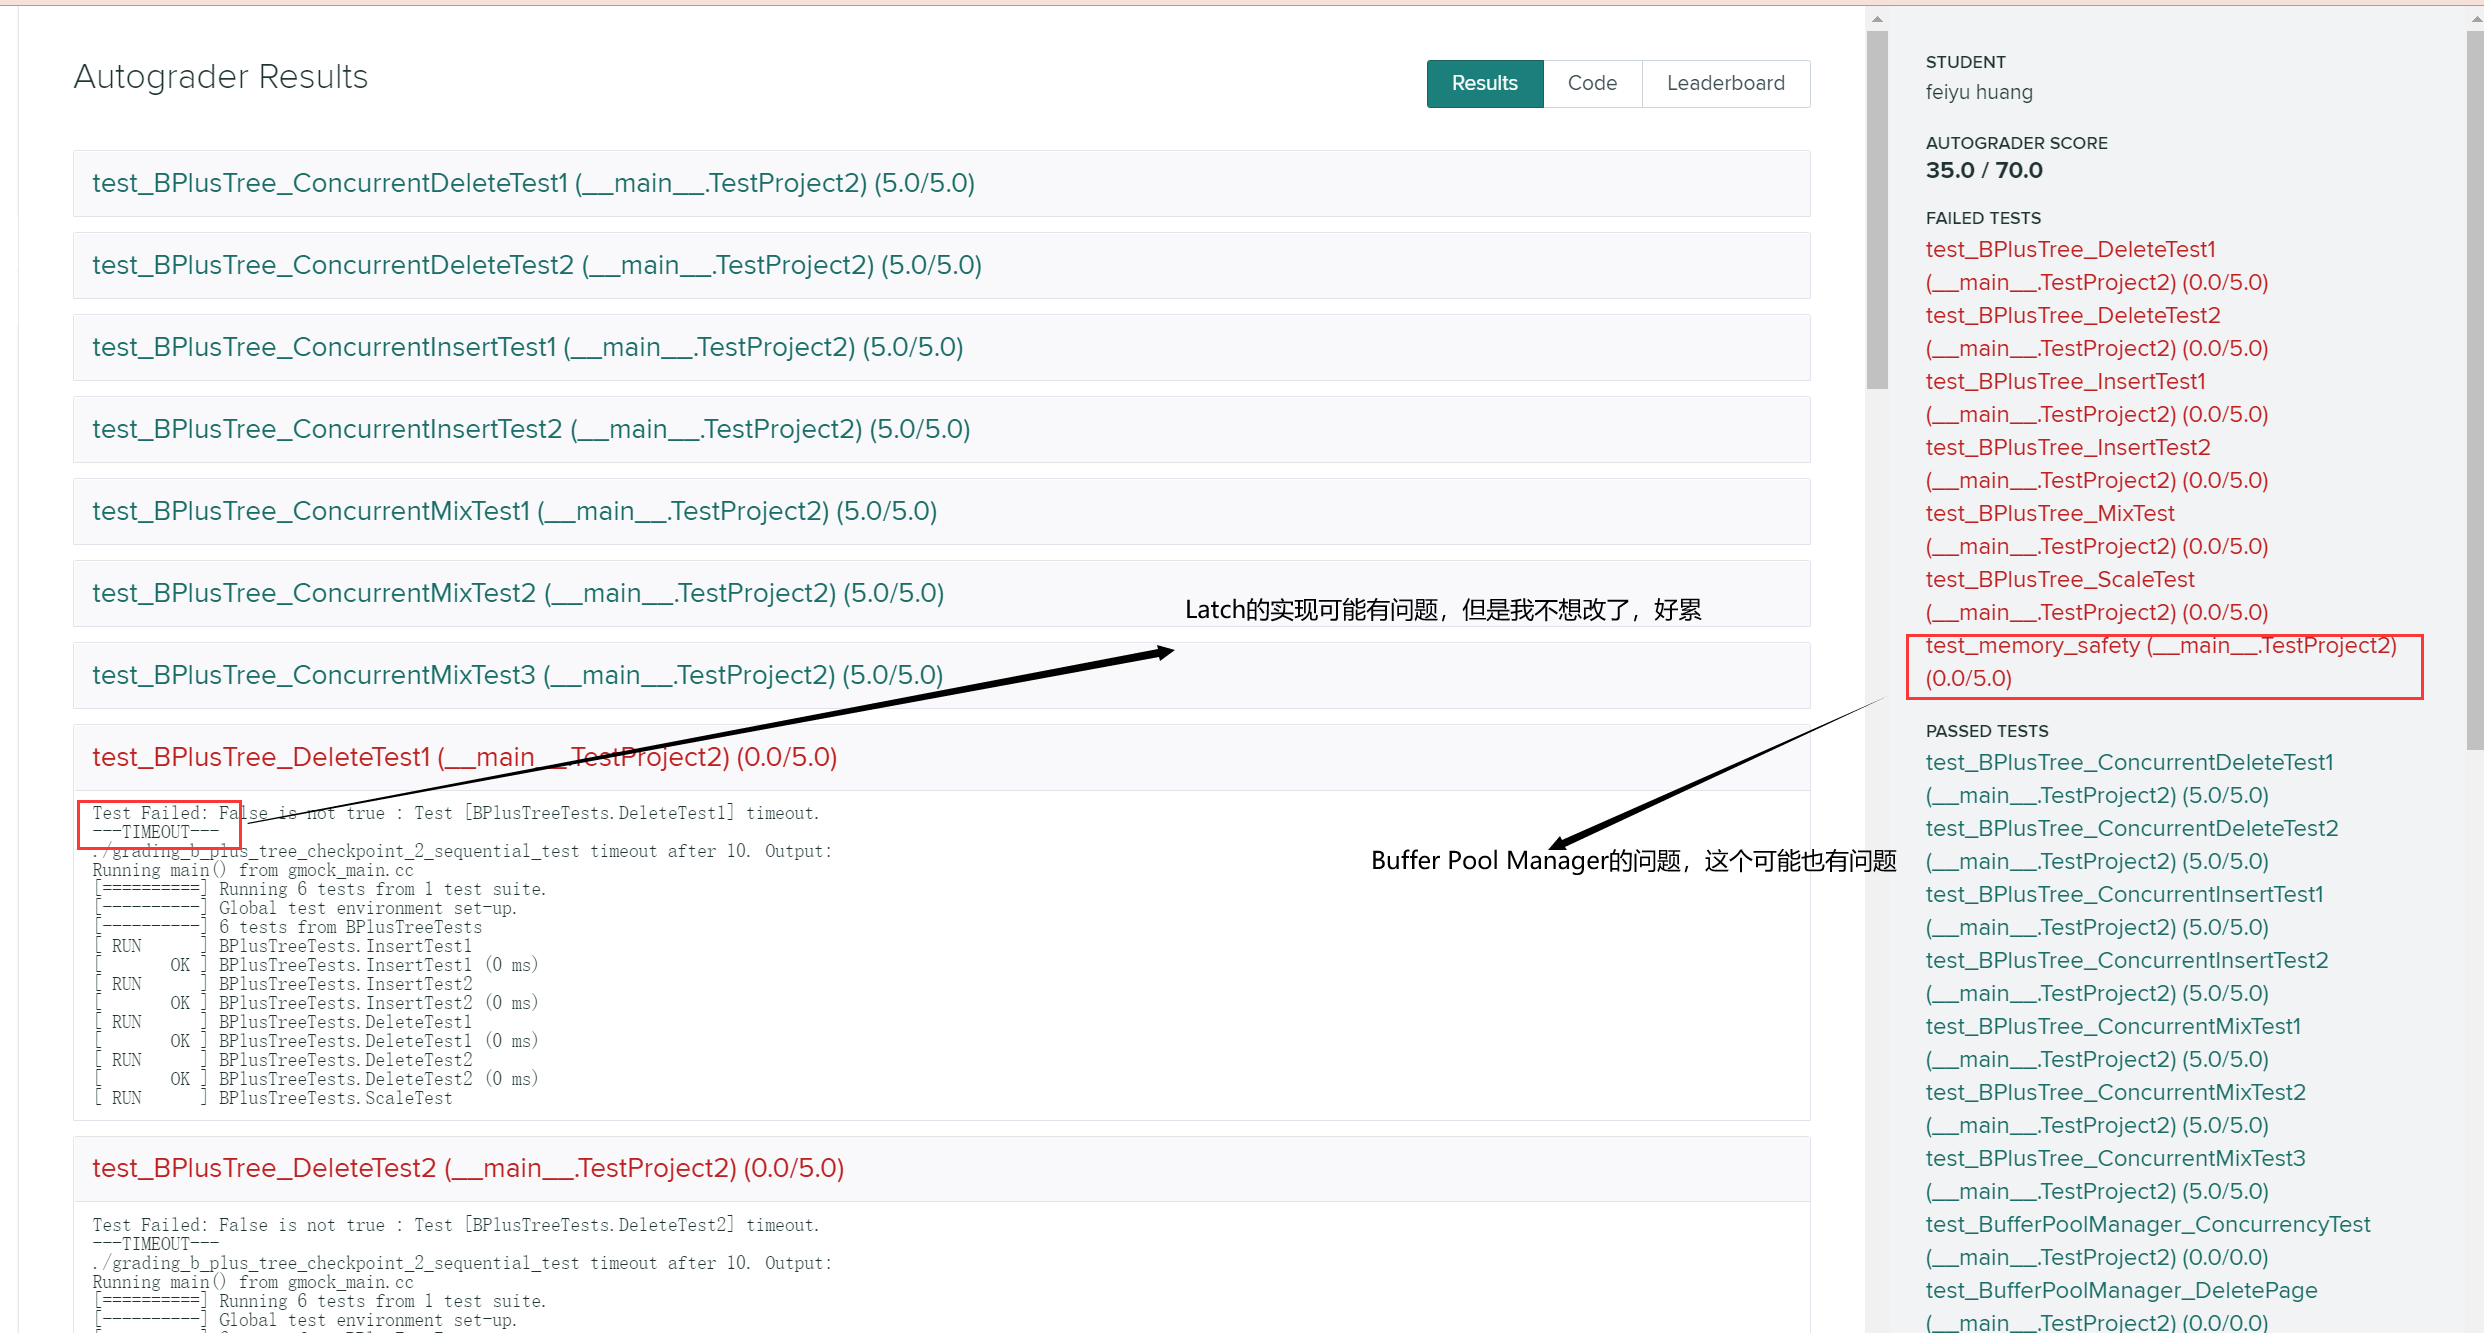 Autograder Results
Results
Code
Leaderboard
test_BPlusTree_ConcurrentDeleteTest1 (__main__.TestProject2) (5.0/5.0)
test_BPlusTree_ConcurrentDeleteTest2 (__main__.TestProject2) (5.0/5.0)
test_BPlusTree_ConcurrentInsertTest1 (__main__.TestProject2) (5.0/5.0)
test_BPlusTree_ConcurrentInsertTest2 (__main__.TestProject2) (5.0/5.0)
test_BPlusTree_ConcurrentMixTest1 (__main__.TestProject2) (5.0/5.0)
test_BPlusTree_ConcurrentMixTest2 (__main__.TestProject2) (5.0/5.0)
Latch的实现可能有问题，但是我不想改了，好累
test_BPlusTree_ConcurrentMixTest3 (__main__.TestProject2) (5.0/5.0)
test_BPlusTree_DeleteTest1 (__main__.TestProject2) (0.0/5.0)
Test Failed: False is not true : Test [BPlusTreeTests.DeleteTest1] timeout.
---TIMEOUT---
./grading_b_plus_tree_checkpoint_2_sequential_test timeout after 10. Output:
Running main() from gmock_main.cc
[==========] Running 6 tests from 1 test suite.
[----------] Global test environment set-up.
[----------] 6 tests from BPlusTreeTests
[ RUN      ] BPlusTreeTests.InsertTest1
[       OK ] BPlusTreeTests.InsertTest1 (0 ms)
[ RUN      ] BPlusTreeTests.InsertTest2
[       OK ] BPlusTreeTests.InsertTest2 (0 ms)
[ RUN      ] BPlusTreeTests.DeleteTest1
[       OK ] BPlusTreeTests.DeleteTest1 (0 ms)
[ RUN      ] BPlusTreeTests.DeleteTest2
[       OK ] BPlusTreeTests.DeleteTest2 (0 ms)
[ RUN      ] BPlusTreeTests.ScaleTest
Buffer Pool Manager的问题，这个可能也有问题
test_BPlusTree_DeleteTest2 (__main__.TestProject2) (0.0/5.0)
Test Failed: False is not true : Test [BPlusTreeTests.DeleteTest2] timeout.
---TIMEOUT---
./grading_b_plus_tree_checkpoint_2_sequential_test timeout after 10. Output:
Running main() from gmock_main.cc
[==========] Running 6 tests from 1 test suite.
[----------] Global test environment set-up.
STUDENT
feiyu huang
AUTOGRADER SCORE
35.0 / 70.0
FAILED TESTS
test_BPlusTree_DeleteTest1
(__main__.TestProject2) (0.0/5.0)
test_BPlusTree_DeleteTest2
(__main__.TestProject2) (0.0/5.0)
test_BPlusTree_InsertTest1
(__main__.TestProject2) (0.0/5.0)
test_BPlusTree_InsertTest2
(__main__.TestProject2) (0.0/5.0)
test_BPlusTree_MixTest
(__main__.TestProject2) (0.0/5.0)
test_BPlusTree_ScaleTest
(__main__.TestProject2) (0.0/5.0)
test_memory_safety (__main__.TestProject2)
(0.0/5.0)
PASSED TESTS
test_BPlusTree_ConcurrentDeleteTest1
(__main__.TestProject2) (5.0/5.0)
test_BPlusTree_ConcurrentDeleteTest2
(__main__.TestProject2) (5.0/5.0)
test_BPlusTree_ConcurrentInsertTest1
(__main__.TestProject2) (5.0/5.0)
test_BPlusTree_ConcurrentInsertTest2
(__main__.TestProject2) (5.0/5.0)
test_BPlusTree_ConcurrentMixTest1
(__main__.TestProject2) (5.0/5.0)
test_BPlusTree_ConcurrentMixTest2
(__main__.TestProject2) (5.0/5.0)
test_BPlusTree_ConcurrentMixTest3
(__main__.TestProject2) (5.0/5.0)
test_BufferPoolManager_ConcurrencyTest
(__main__.TestProject2) (0.0/0.0)
test_BufferPoolManager_DeletePage
(__main__.TestProject2) (0.0/0.0)